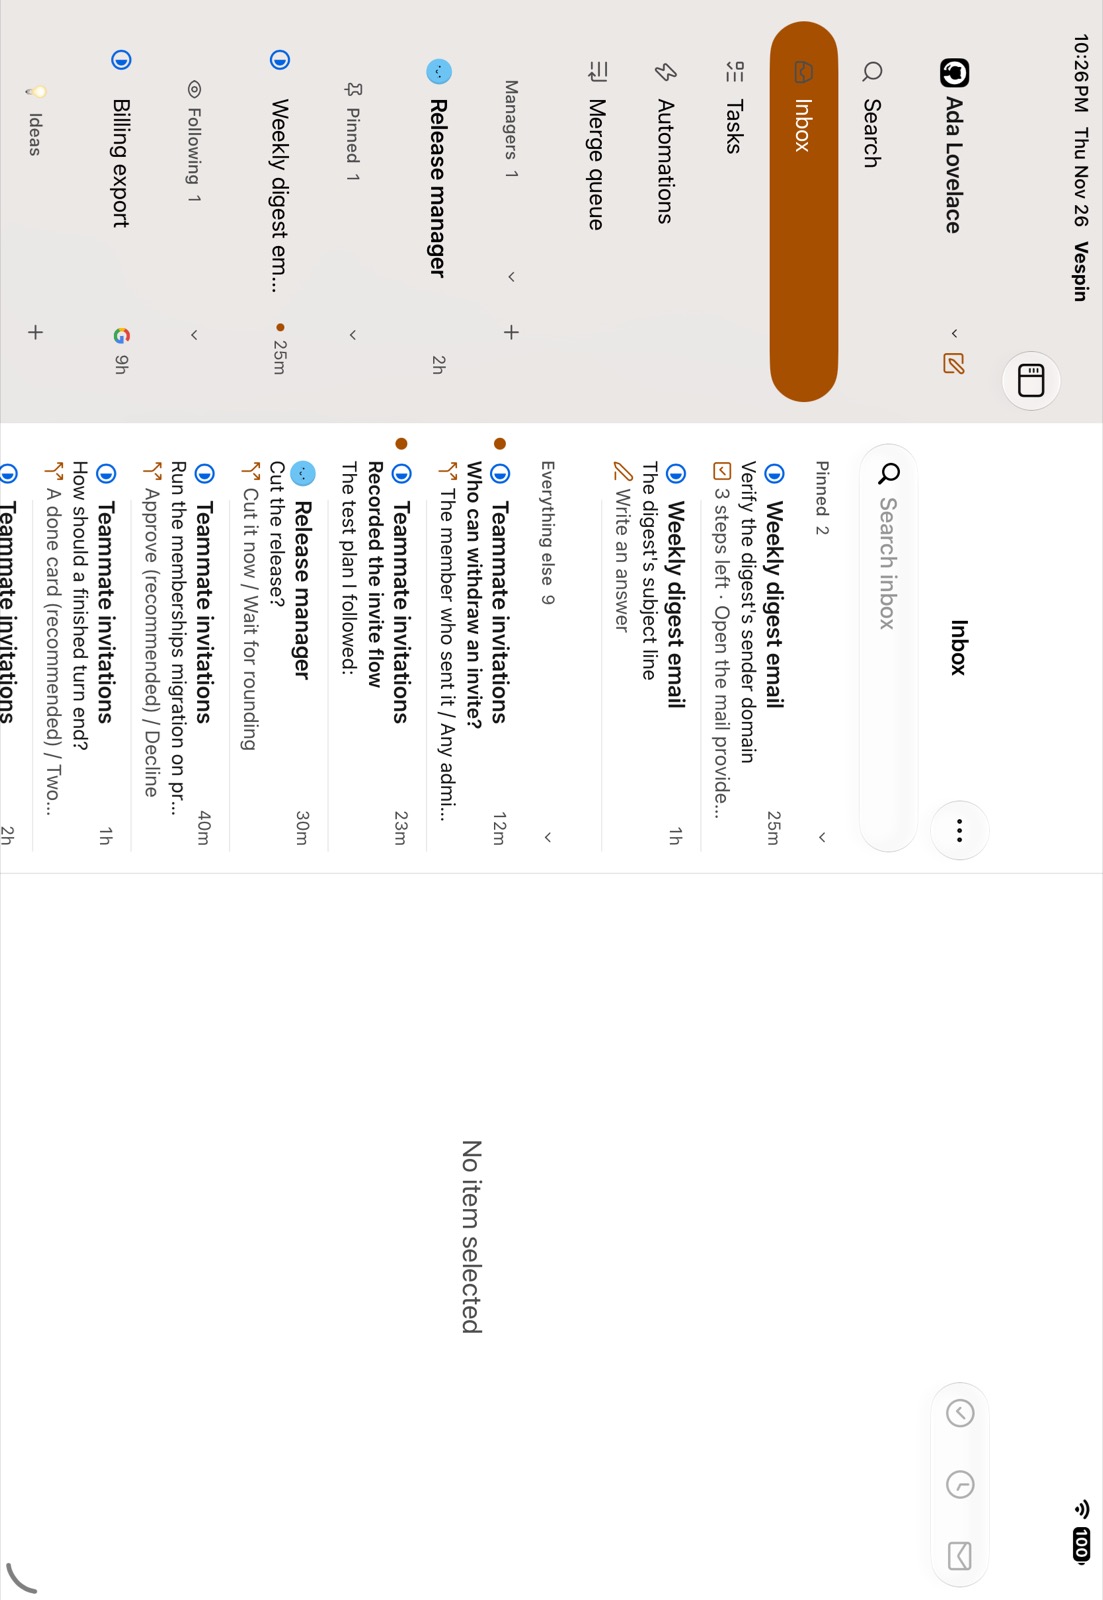 10:26 PM Thu Nov 26 Vespin
100
Ada Lovelace
Search
Inbox
Tasks
Automations
Merge queue
Managers 1
Release manager 2h
Pinned 1
Weekly digest em... 25m
Following 1
Billing export 9h
Ideas
Inbox
Search inbox
Pinned 2
Weekly digest email 25m
Verify the digest's sender domain
3 steps left · Open the mail provide...
Weekly digest email 1h
The digest's subject line
Write an answer
Everything else 9
Teammate invitations 12m
Who can withdraw an invite?
The member who sent it / Any admi...
Teammate invitations 23m
Recorded the invite flow
The test plan I followed:
Release manager 30m
Cut the release?
Cut it now / Wait for rounding
Teammate invitations 40m
Run the memberships migration on pr...
Approve (recommended) / Decline
Teammate invitations 1h
How should a finished turn end?
A done card (recommended) / Two...
Teammate invitations 2h
No item selected